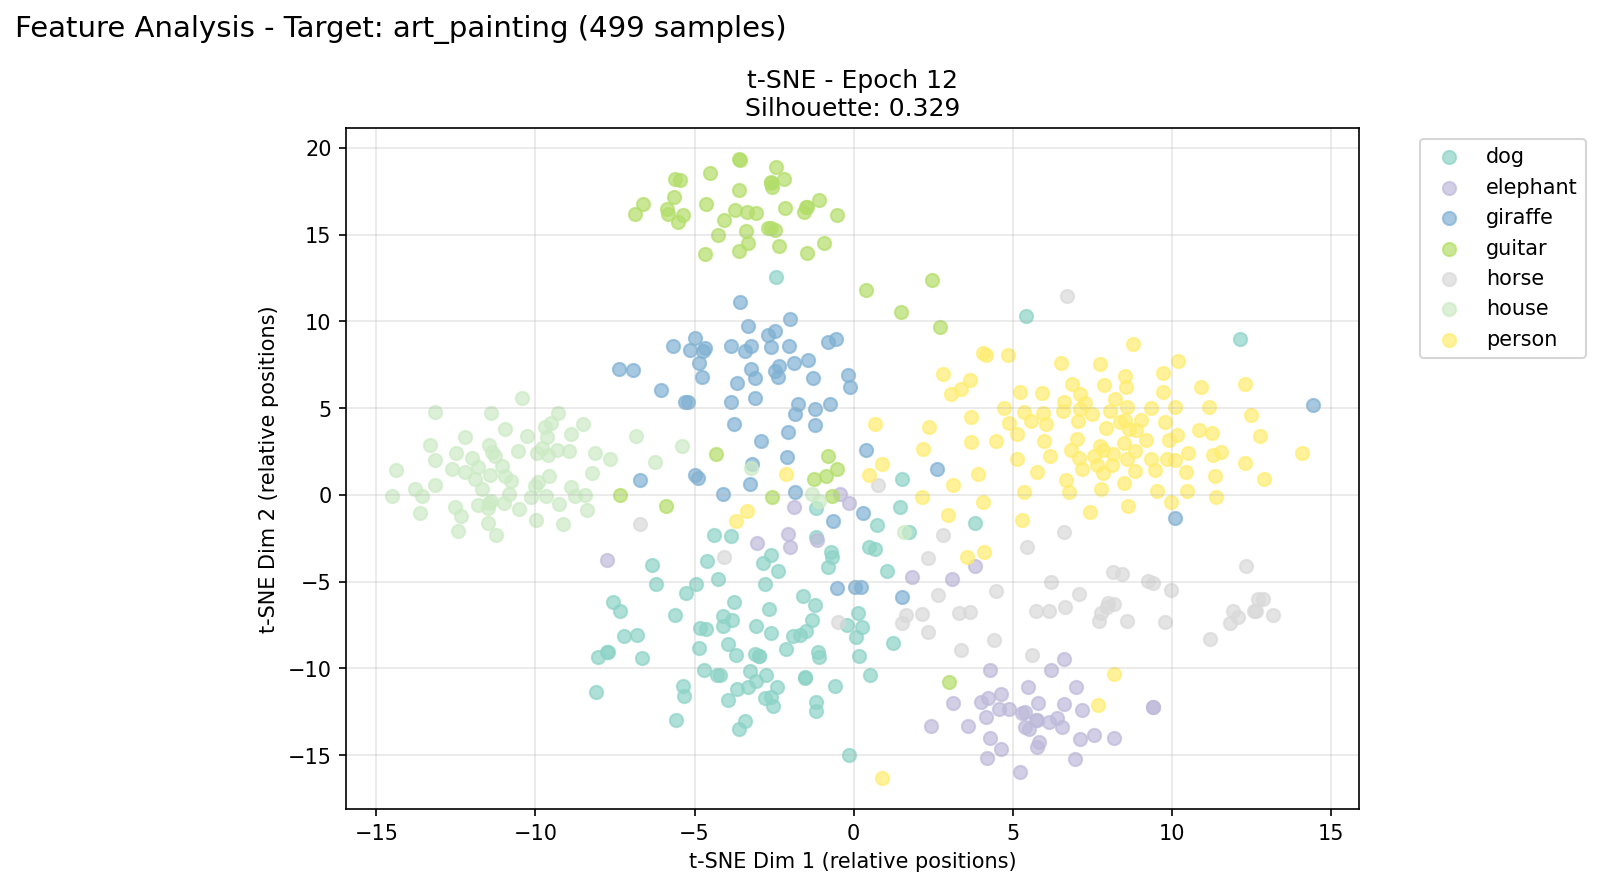 Feature Analysis - Target: art_painting (499 samples)
t-SNE - Epoch 12
Silhouette: 0.329
dog
elephant
giraffe
guitar
horse
house
person
20
15
10
5
0
−5
−10
−15
t-SNE Dim 2 (relative positions)
−15 −10 −5 0 5 10 15
t-SNE Dim 1 (relative positions)